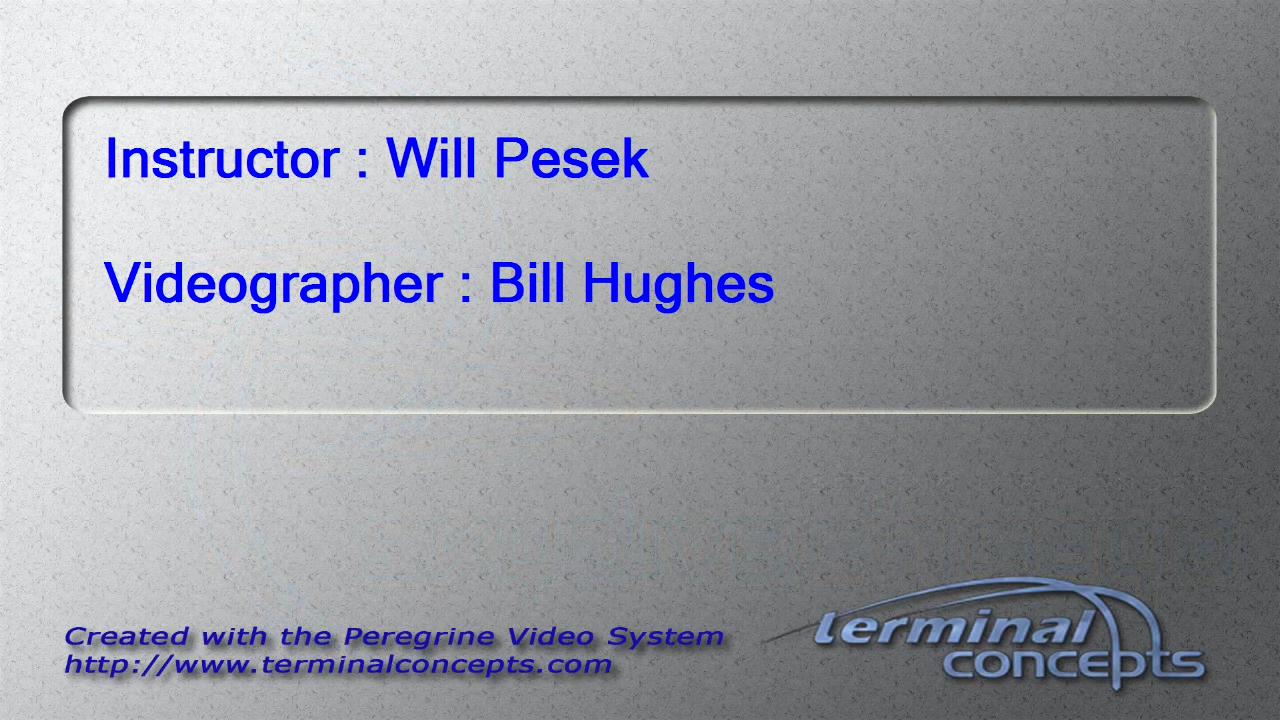 Instructor : Will Pesek
Videographer : Bill Hughes
Created with the Peregrine Video System
http://www.terminalconcepts.com
terminal
concepts